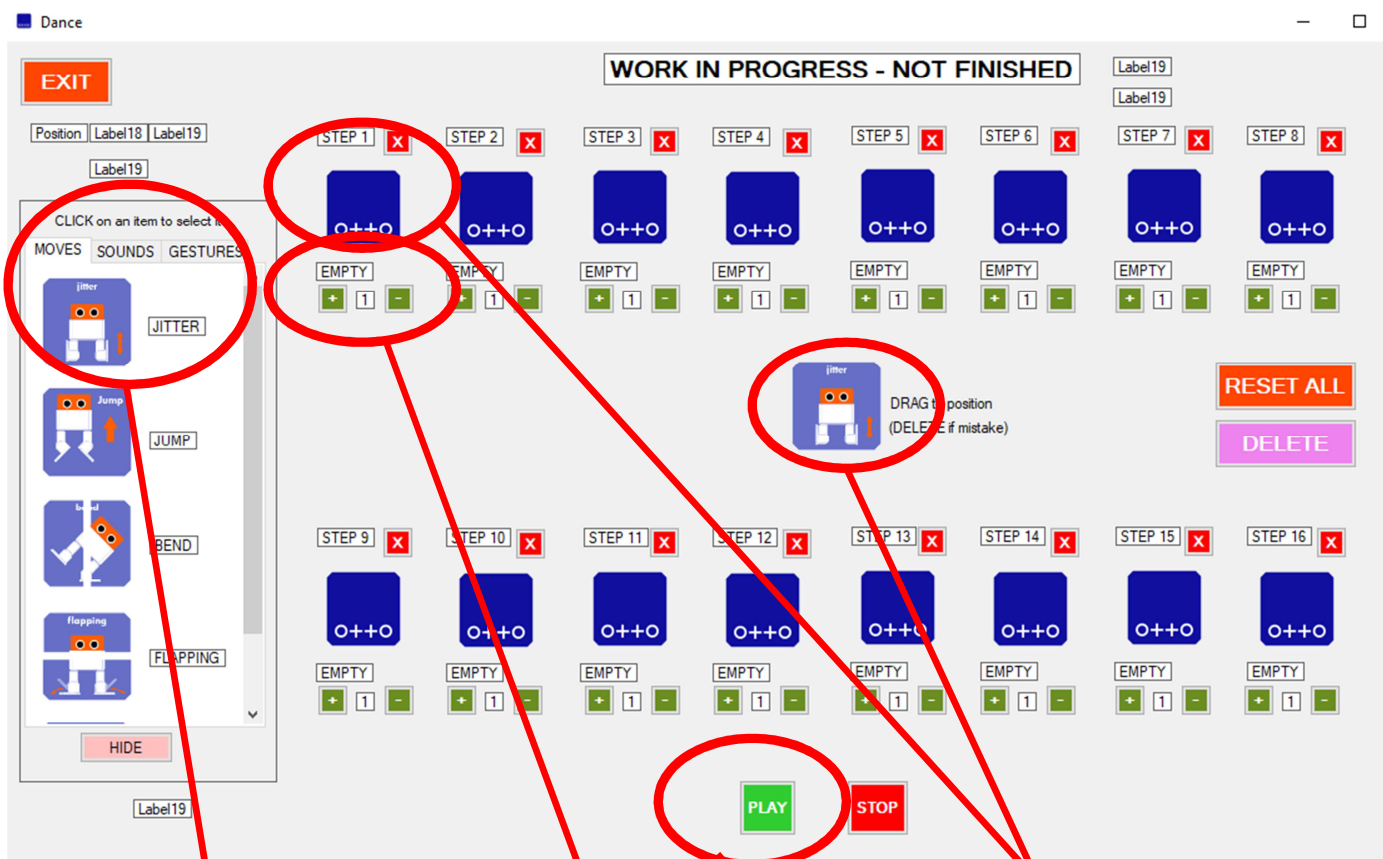 Dance
EXIT
WORK IN PROGRESS - NOT FINISHED
Label19
Label19
Position Label18 Label19
Label19
STEP 1 X STEP 2 X STEP 3 X STEP 4 X STEP 5 X STEP 6 X STEP 7 X STEP 8 X
O++O O++O O++O O++O O++O O++O O++O O++O
EMPTY EMPTY EMPTY EMPTY EMPTY EMPTY EMPTY EMPTY
+ 1 - + 1 - + 1 - + 1 - + 1 - + 1 - + 1 - + 1 -
CLICK on an item to select it
MOVES SOUNDS GESTURES
jitter
JITTER
Jump
JUMP
bend
BEND
flapping
FLAPPING
HIDE
Label19
jitter
DRAG to position
(DELETE if mistake)
RESET ALL
DELETE
STEP 9 X STEP 10 X STEP 11 X STEP 12 X STEP 13 X STEP 14 X STEP 15 X STEP 16 X
O++O O++O O++O O++O O++O O++O O++O O++O
EMPTY EMPTY EMPTY EMPTY EMPTY EMPTY EMPTY EMPTY
+ 1 - + 1 - + 1 - + 1 - + 1 - + 1 - + 1 - + 1 -
PLAY STOP